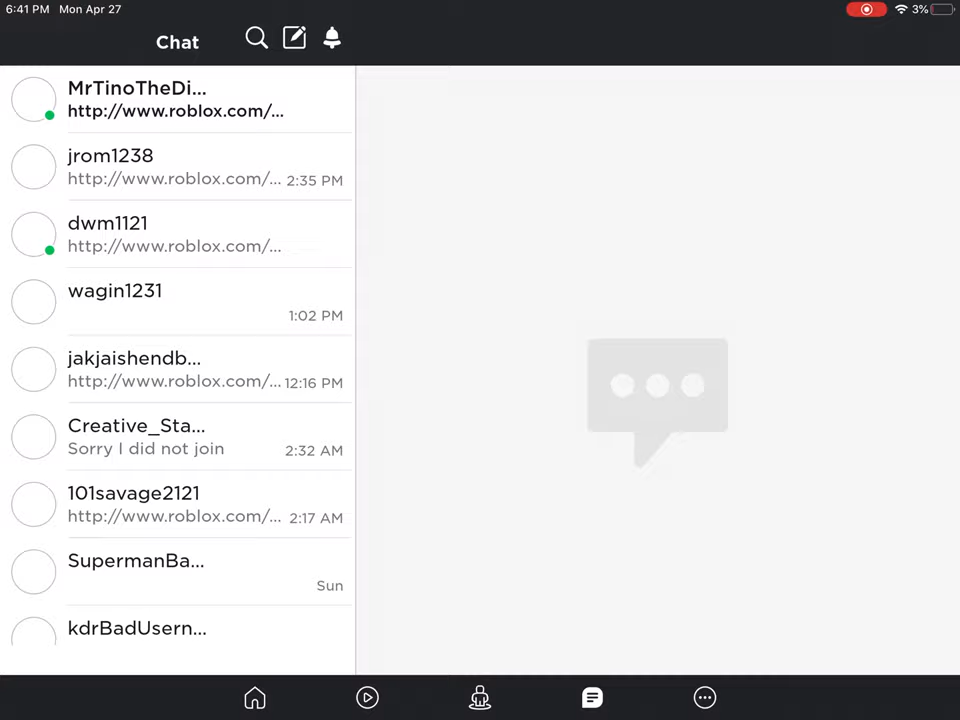 6:41 PM Mon Apr 27
3%
Chat
MrTinoTheDi...
http://www.roblox.com/...
jrom1238
http://www.roblox.com/... 2:35 PM
dwm1121
http://www.roblox.com/...
wagin1231
1:02 PM
jakjaishendb...
http://www.roblox.com/... 12:16 PM
Creative_Sta...
Sorry I did not join 2:32 AM
101savage2121
http://www.roblox.com/... 2:17 AM
SupermanBa...
Sun
kdrBadUsern...